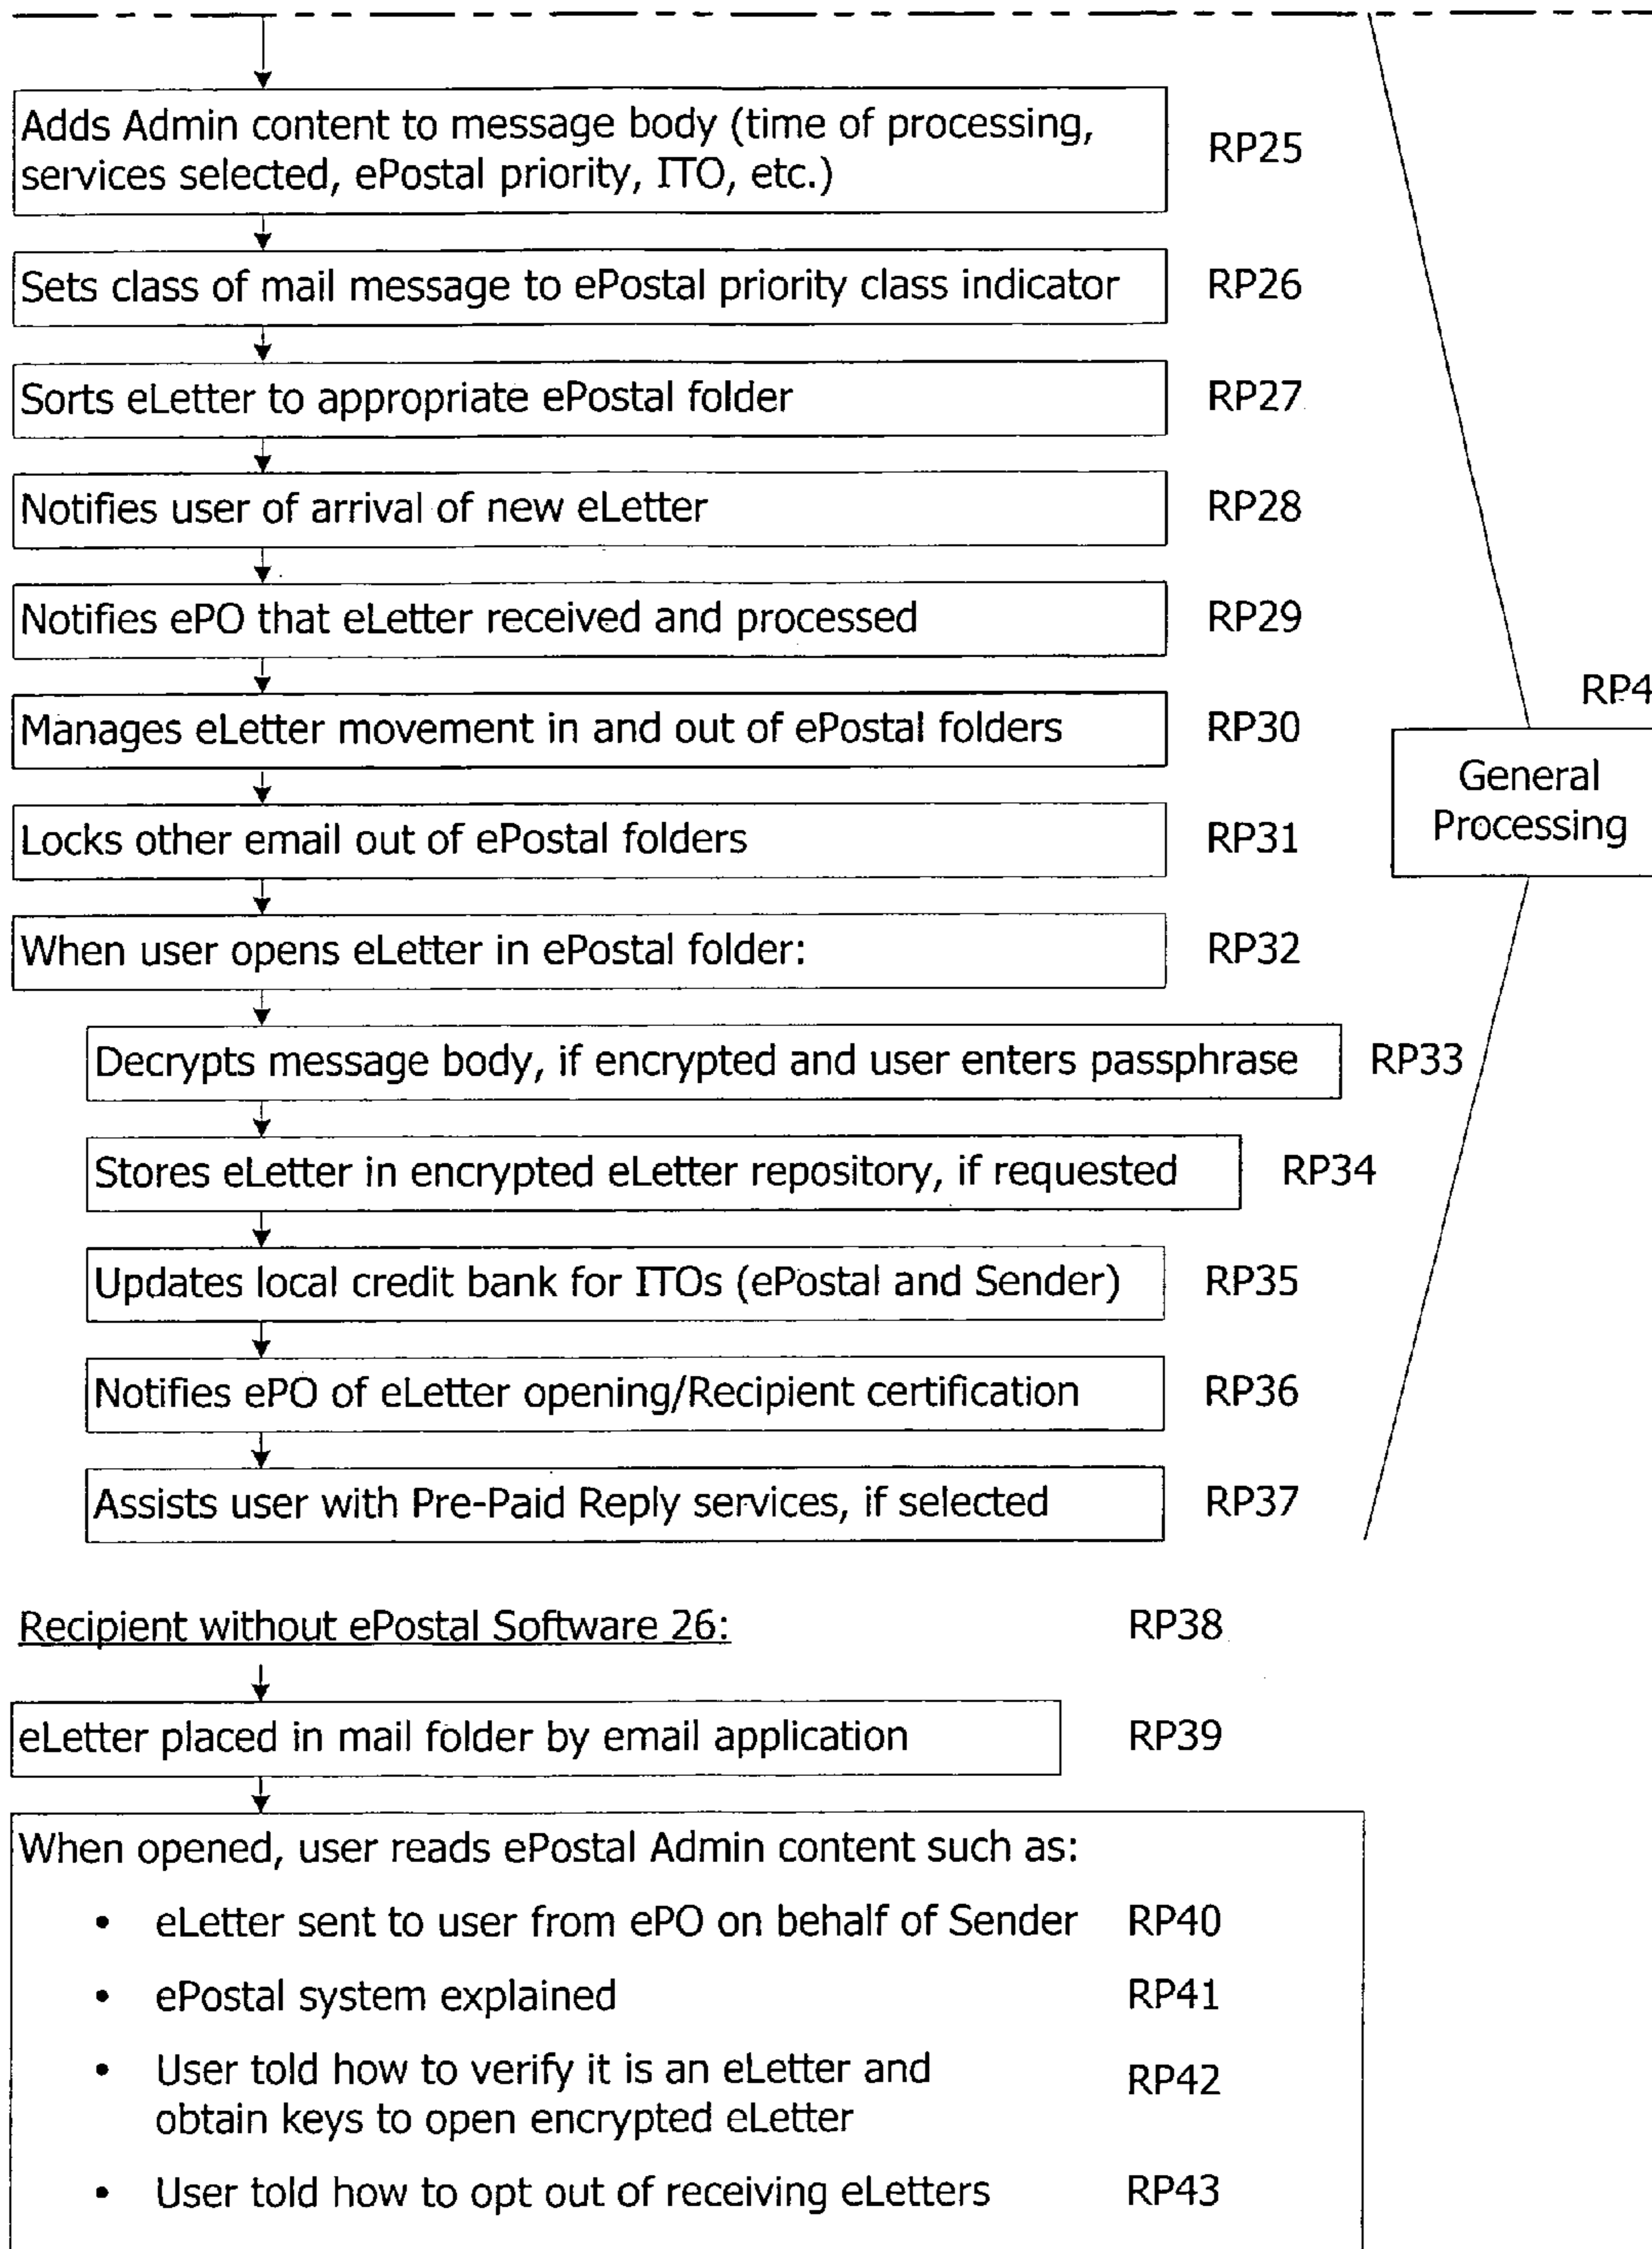 Adds Admin content to message body (time of processing,
services selected, ePostal priority, ITO, etc.)
RP25
Sets class of mail message to ePostal priority class indicator
RP26
Sorts eLetter to appropriate ePostal folder
RP27
Notifies user of arrival of new eLetter
RP28
Notifies ePO that eLetter received and processed
RP29
Manages eLetter movement in and out of ePostal folders
RP30
RP4
General
Processing
Locks other email out of ePostal folders
RP31
When user opens eLetter in ePostal folder:
RP32
Decrypts message body, if encrypted and user enters passphrase
RP33
Stores eLetter in encrypted eLetter repository, if requested
RP34
Updates local credit bank for ITOs (ePostal and Sender)
RP35
Notifies ePO of eLetter opening/Recipient certification
RP36
Assists user with Pre-Paid Reply services, if selected
RP37
Recipient without ePostal Software 26:
RP38
eLetter placed in mail folder by email application
RP39
When opened, user reads ePostal Admin content such as:
• eLetter sent to user from ePO on behalf of Sender
RP40
• ePostal system explained
RP41
• User told how to verify it is an eLetter and
obtain keys to open encrypted eLetter
RP42
• User told how to opt out of receiving eLetters
RP43